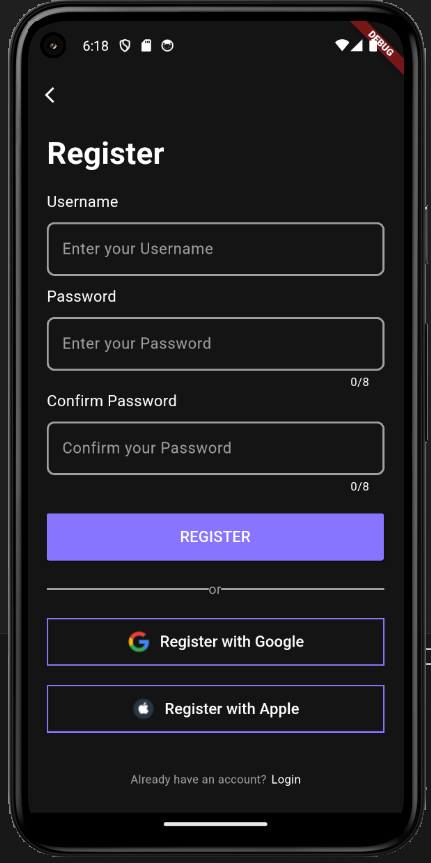 6:18
DEBUG
Register
Username
Enter your Username
Password
Enter your Password
0/8
Confirm Password
Confirm your Password
0/8
REGISTER
or
Register with Google
Register with Apple
Already have an account? Login